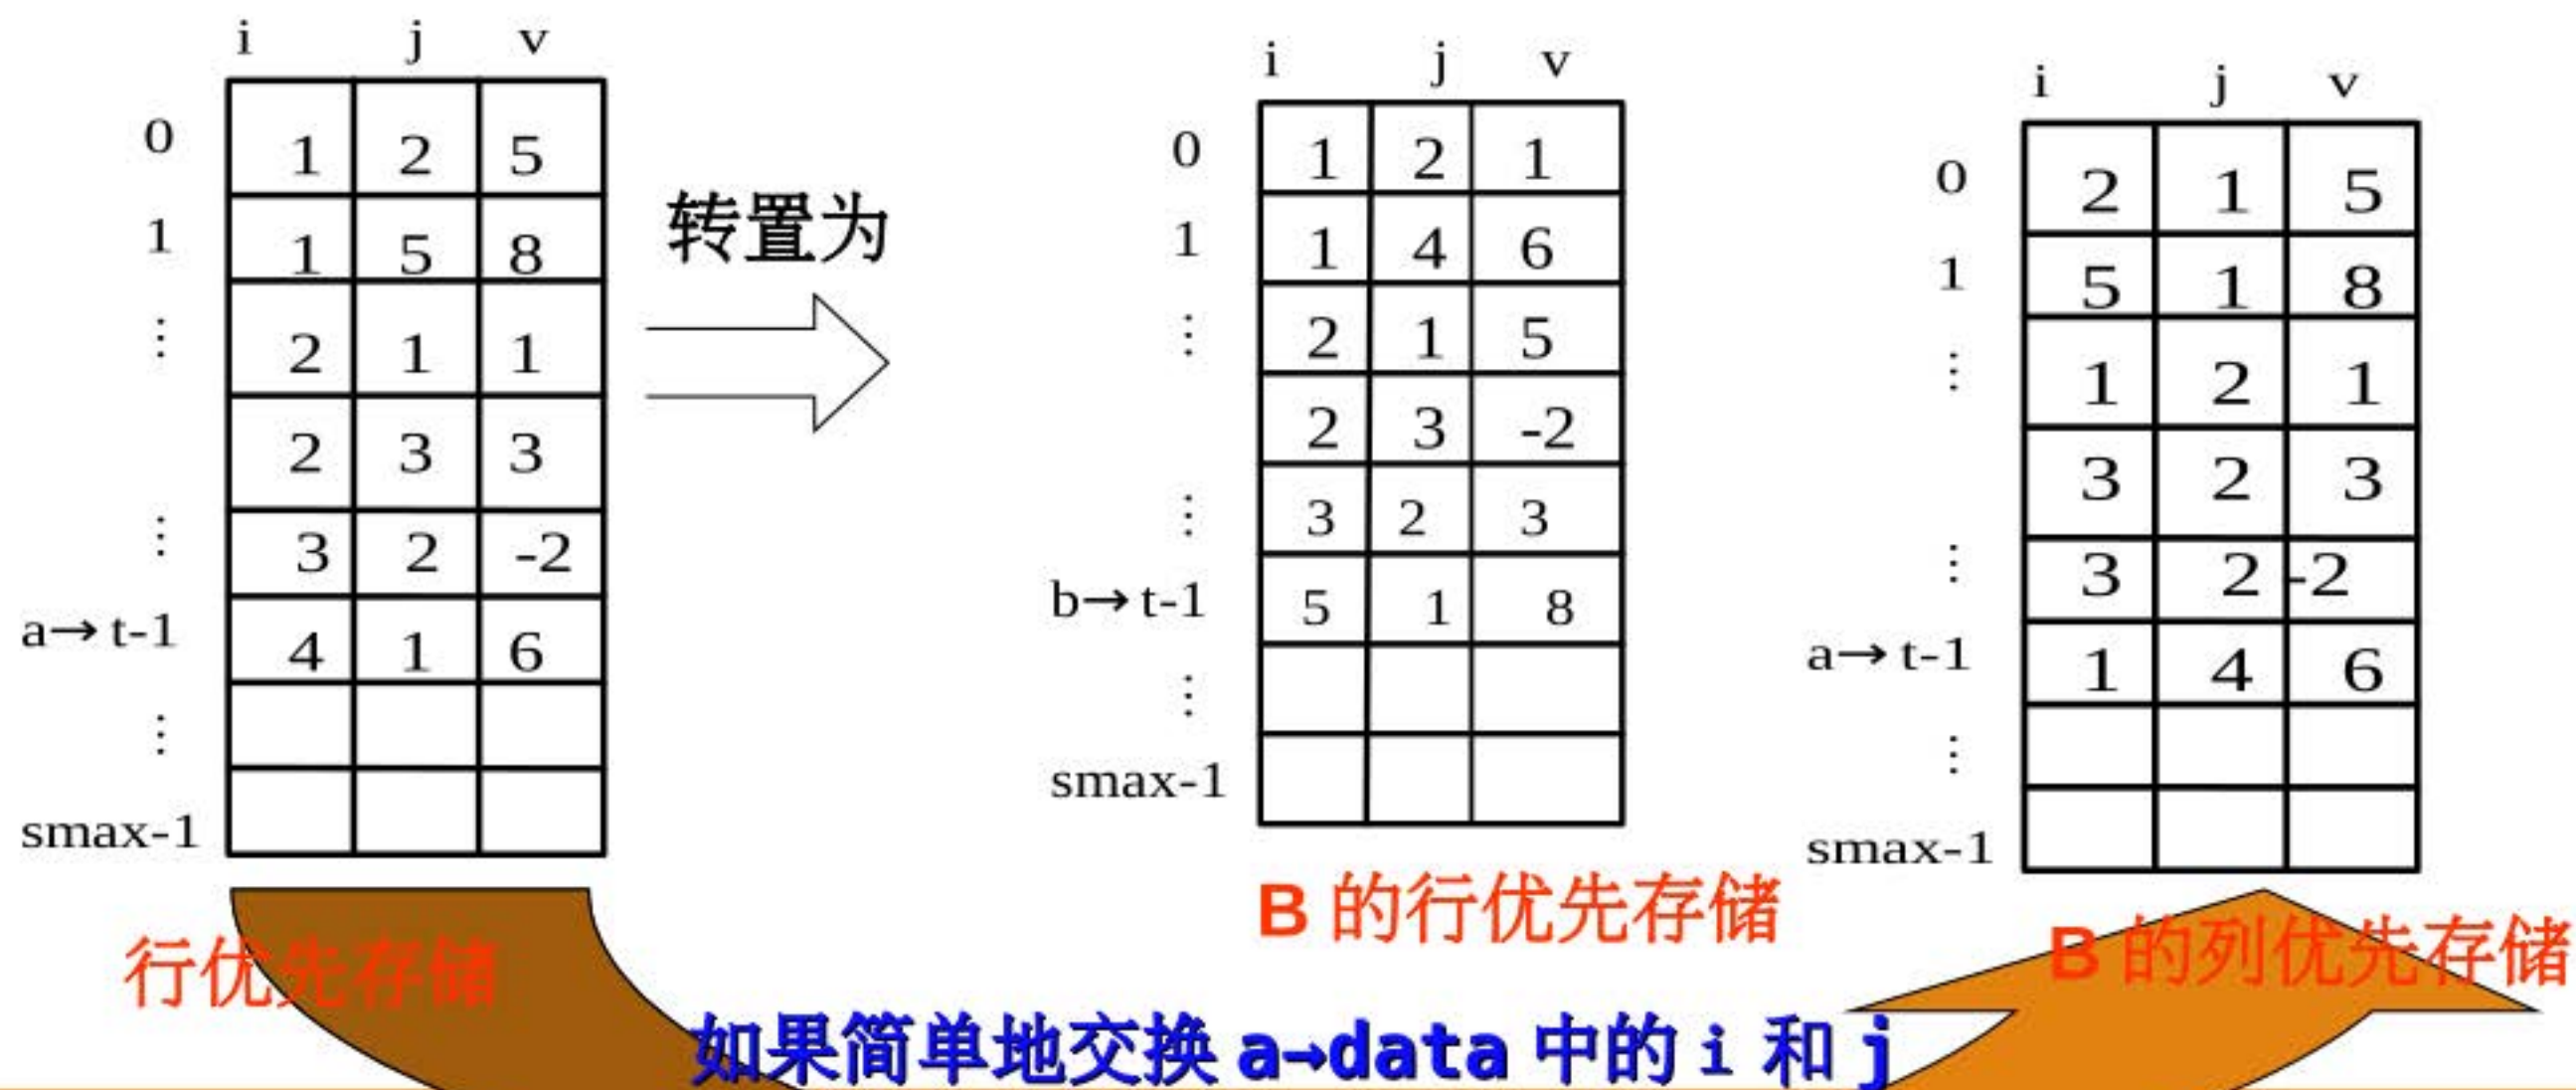 i j v
0 1 2 5
1 1 5 8
⋮ 2 1 1
2 3 3
⋮ 3 2 -2
a→t-1 4 1 6
⋮
smax-1
行优先存储
转置为
i j v
0 1 2 1
1 1 4 6
⋮ 2 1 5
2 3 -2
⋮ 3 2 3
b→t-1 5 1 8
⋮
smax-1
B 的行优先存储
i j v
0 2 1 5
1 5 1 8
⋮ 1 2 1
3 2 3
⋮ 3 2 -2
a→t-1 1 4 6
⋮
smax-1
B 的列优先存储
如果简单地交换 a→data 中的 i 和 j